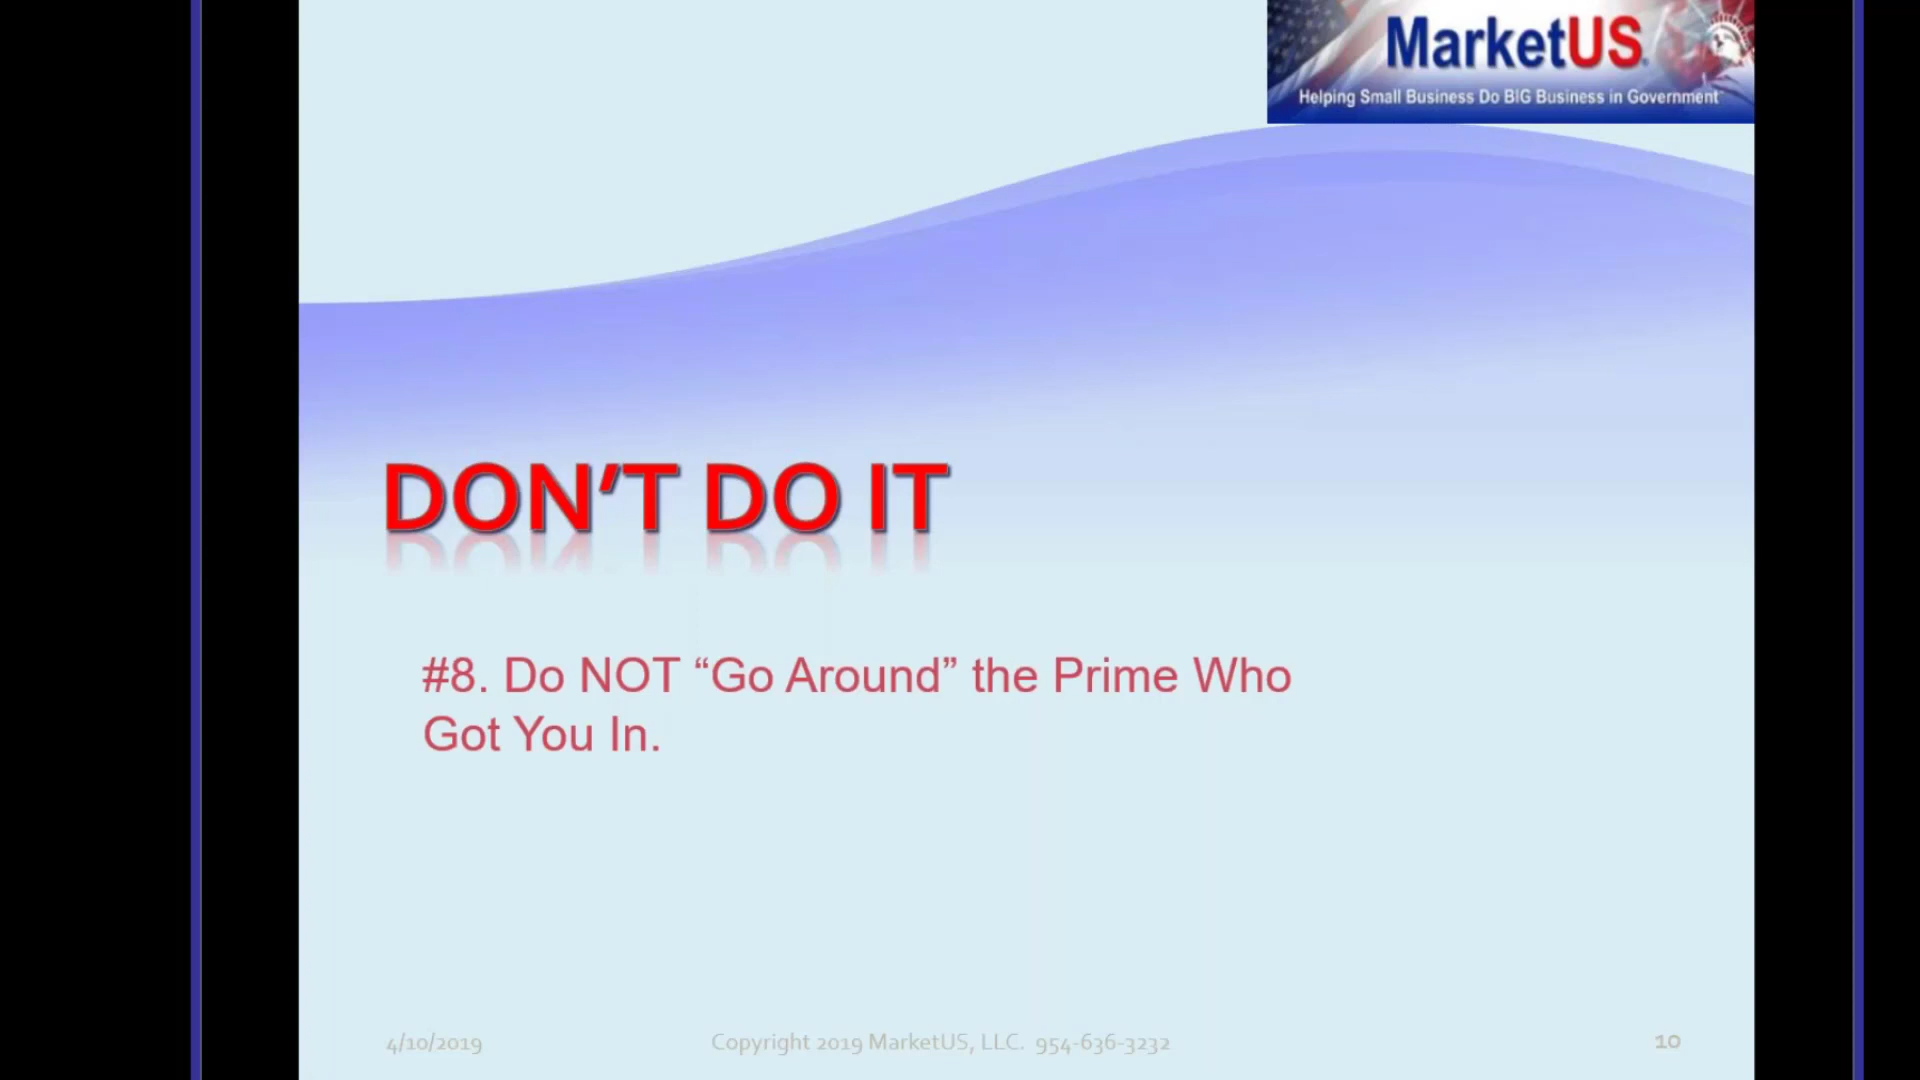 MarketUS
Helping Small Business Do BIG Business in Government
DON'T DO IT
#8. Do NOT “Go Around” the Prime Who
Got You In.
4/10/2019
Copyright 2019 MarketUS, LLC. 954-636-3232
10